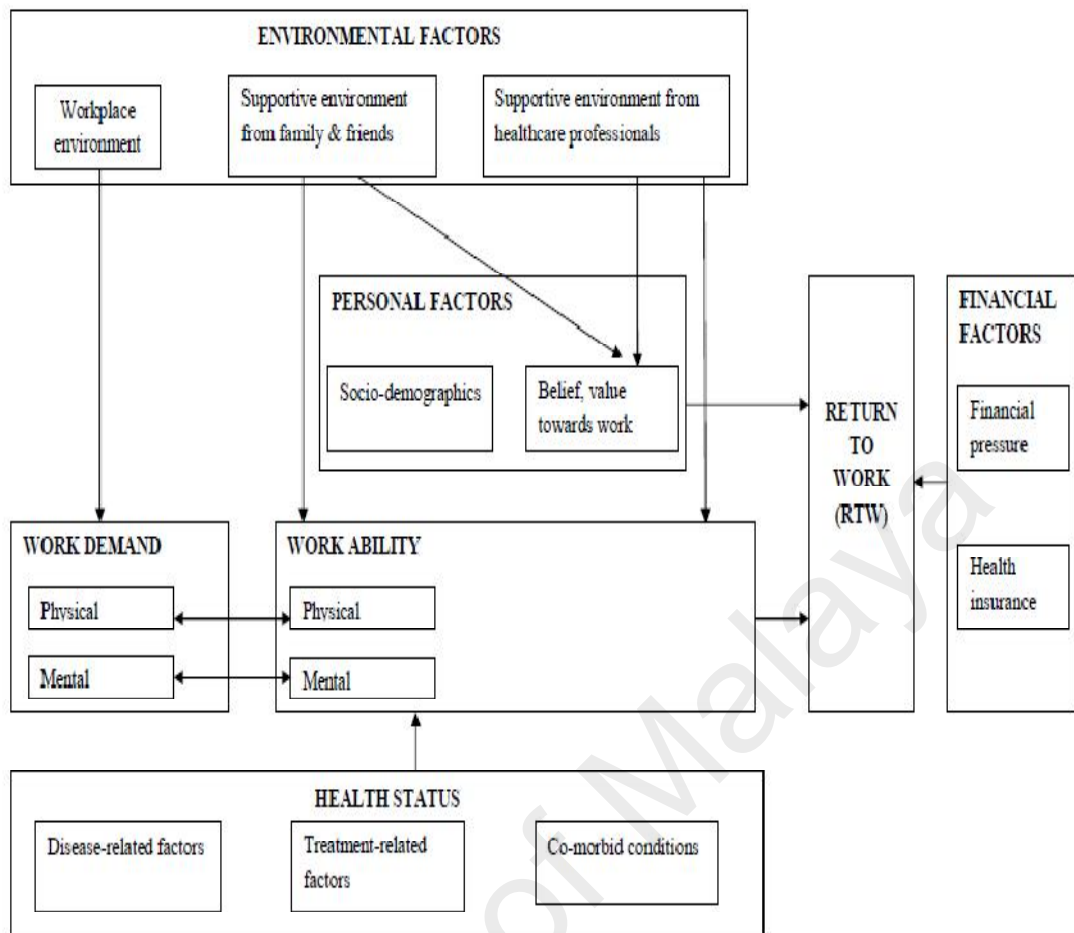 ENVIRONMENTAL FACTORS
Workplace
environment
Supportive environment
from family & friends
Supportive environment from
healthcare professionals
PERSONAL FACTORS
Socio-demographics
Belief, value
towards work
RETURN
TO
WORK
(RTW)
FINANCIAL
FACTORS
Financial
pressure
Health
insurance
WORK DEMAND
Physical
Mental
WORK ABILITY
Physical
Mental
HEALTH STATUS
Disease-related factors
Treatment-related
factors
Co-morbid conditions
of Malaya